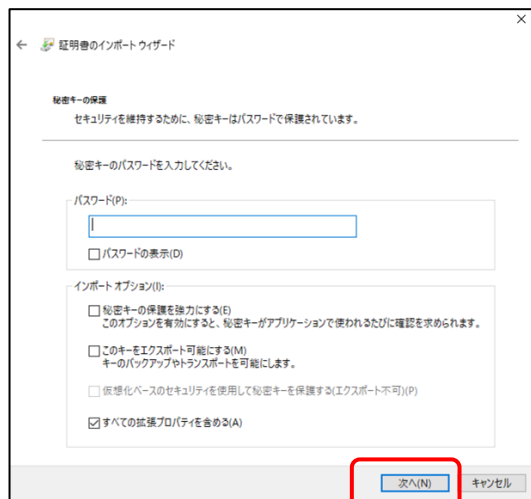 証明書のインポート ウィザード
秘密キーの保護
セキュリティを維持するために、秘密キーはパスワードで保護されています。
秘密キーのパスワードを入力してください。
パスワード(P):
パスワードの表示(D)
インポート オプション(I):
秘密キーの保護を強力にする(E)
このオプションを有効にすると、秘密キーがアプリケーションで使われるたびに確認を求められます。
このキーをエクスポート可能にする(M)
キーのバックアップやトランスポートを可能にします。
仮想化ベースのセキュリティを使用して秘密キーを保護する(エクスポート不可)(P)
すべての拡張プロパティを含める(A)
次へ(N) キャンセル